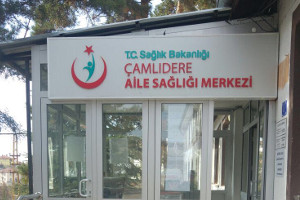 T.C. Sağlık Bakanlığı
ÇAMLIDERE
AİLE SAĞLIĞI MERKEZİ